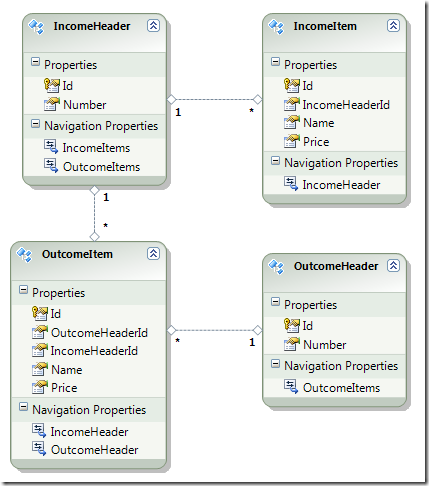 IncomeHeader
Properties
Id
Number
Navigation Properties
IncomeItems
OutcomeItems
1
*
IncomeItem
Properties
Id
IncomeHeaderId
Name
Price
Navigation Properties
IncomeHeader
1
*
OutcomeItem
Properties
Id
OutcomeHeaderId
IncomeHeaderId
Name
Price
Navigation Properties
IncomeHeader
OutcomeHeader
*
1
OutcomeHeader
Properties
Id
Number
Navigation Properties
OutcomeItems